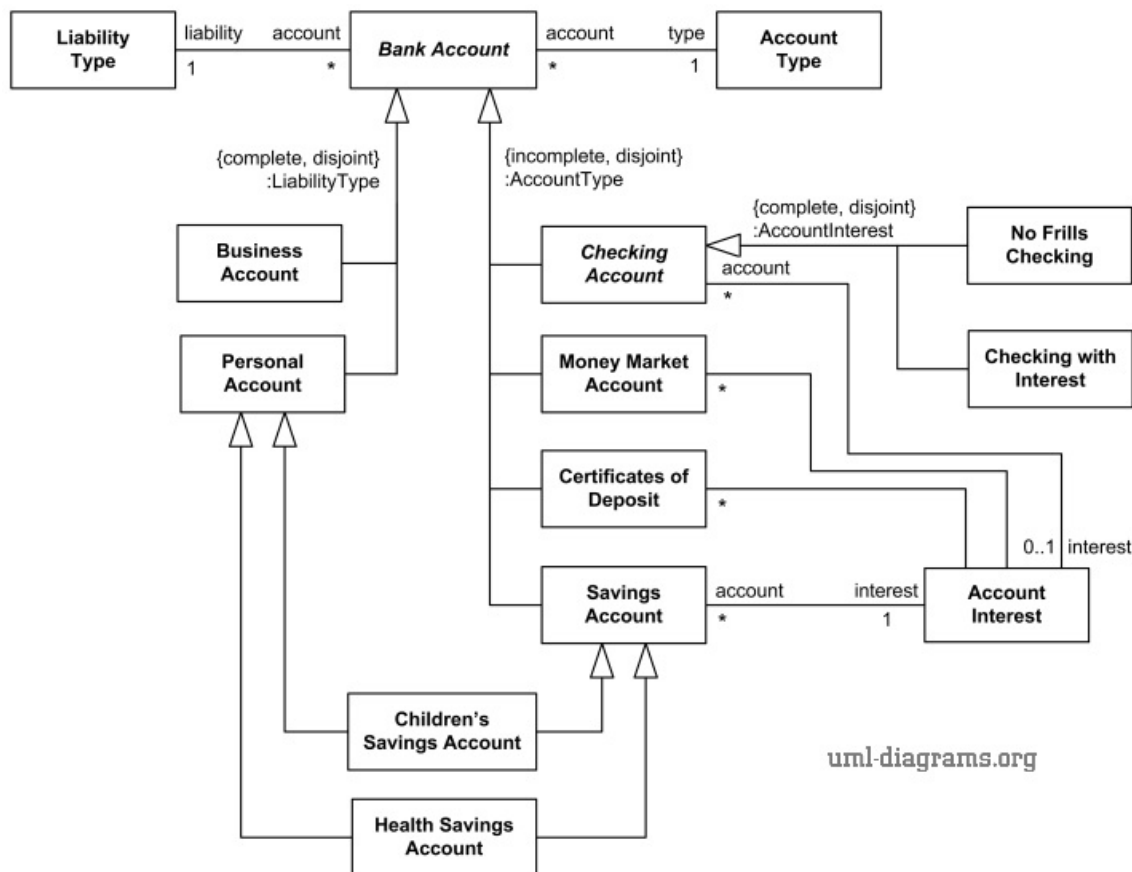 Liability
Type
liability
account
1
*
Bank Account
account
type
*
1
Account
Type
{complete, disjoint}
:LiabilityType
{incomplete, disjoint}
:AccountType
{complete, disjoint}
:AccountInterest
Business
Account
Checking
Account
account
*
No Frills
Checking
Personal
Account
Money Market
Account
*
Checking with
Interest
Certificates of
Deposit
*
0..1 interest
Savings
Account
account
interest
*
1
Account
Interest
Children's
Savings Account
uml-diagrams.org
Health Savings
Account